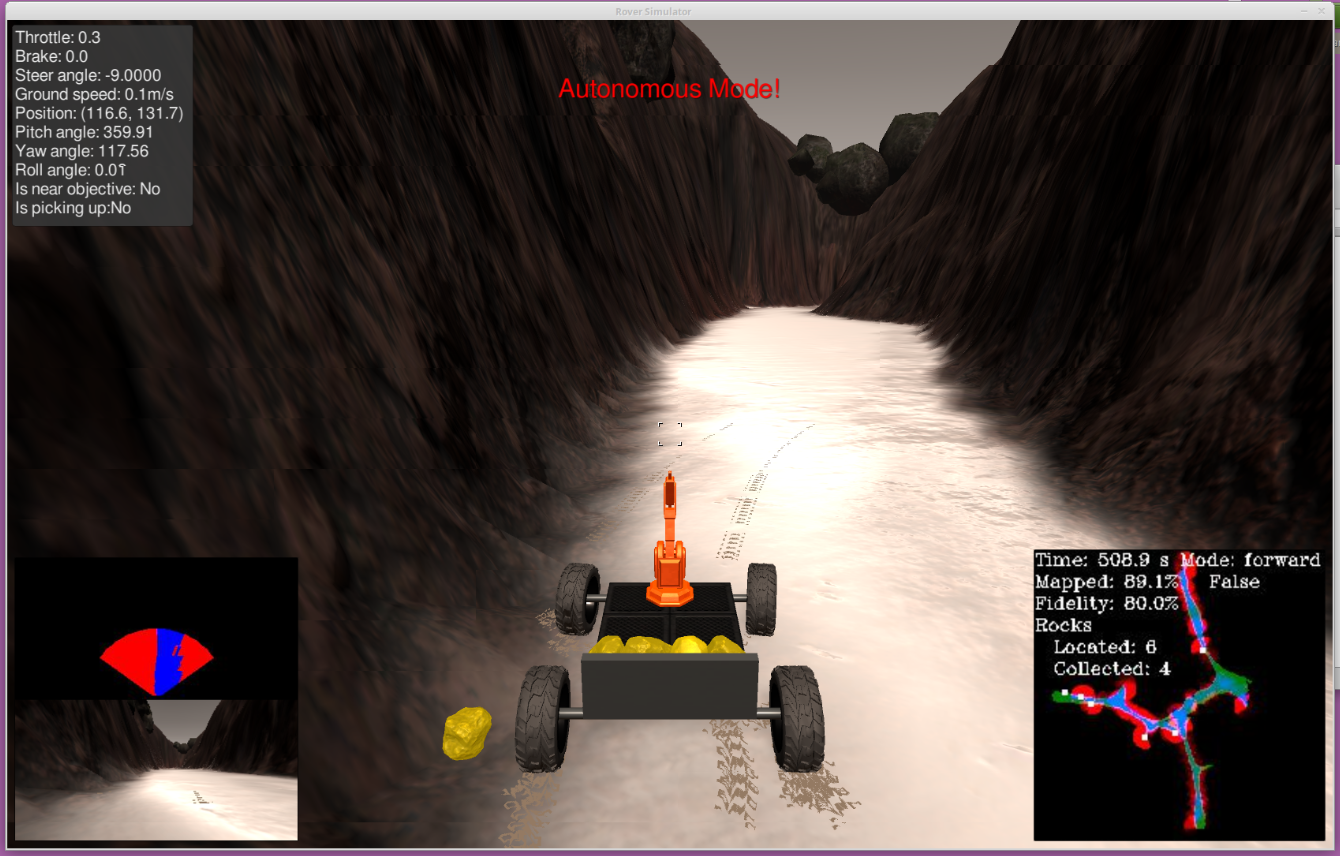 Rover Simulator
Throttle: 0.3
Brake: 0.0
Steer angle: -9.0000
Ground speed: 0.1m/s
Position: (116.6, 131.7)
Pitch angle: 359.91
Yaw angle: 117.56
Roll angle: 0.01
Is near objective: No
Is picking up:No
Autonomous Mode!
Time: 508.9 s Mode: forward
Mapped: 89.1% False
Fidelity: 80.0%
Rocks
Located: 6
Collected: 4